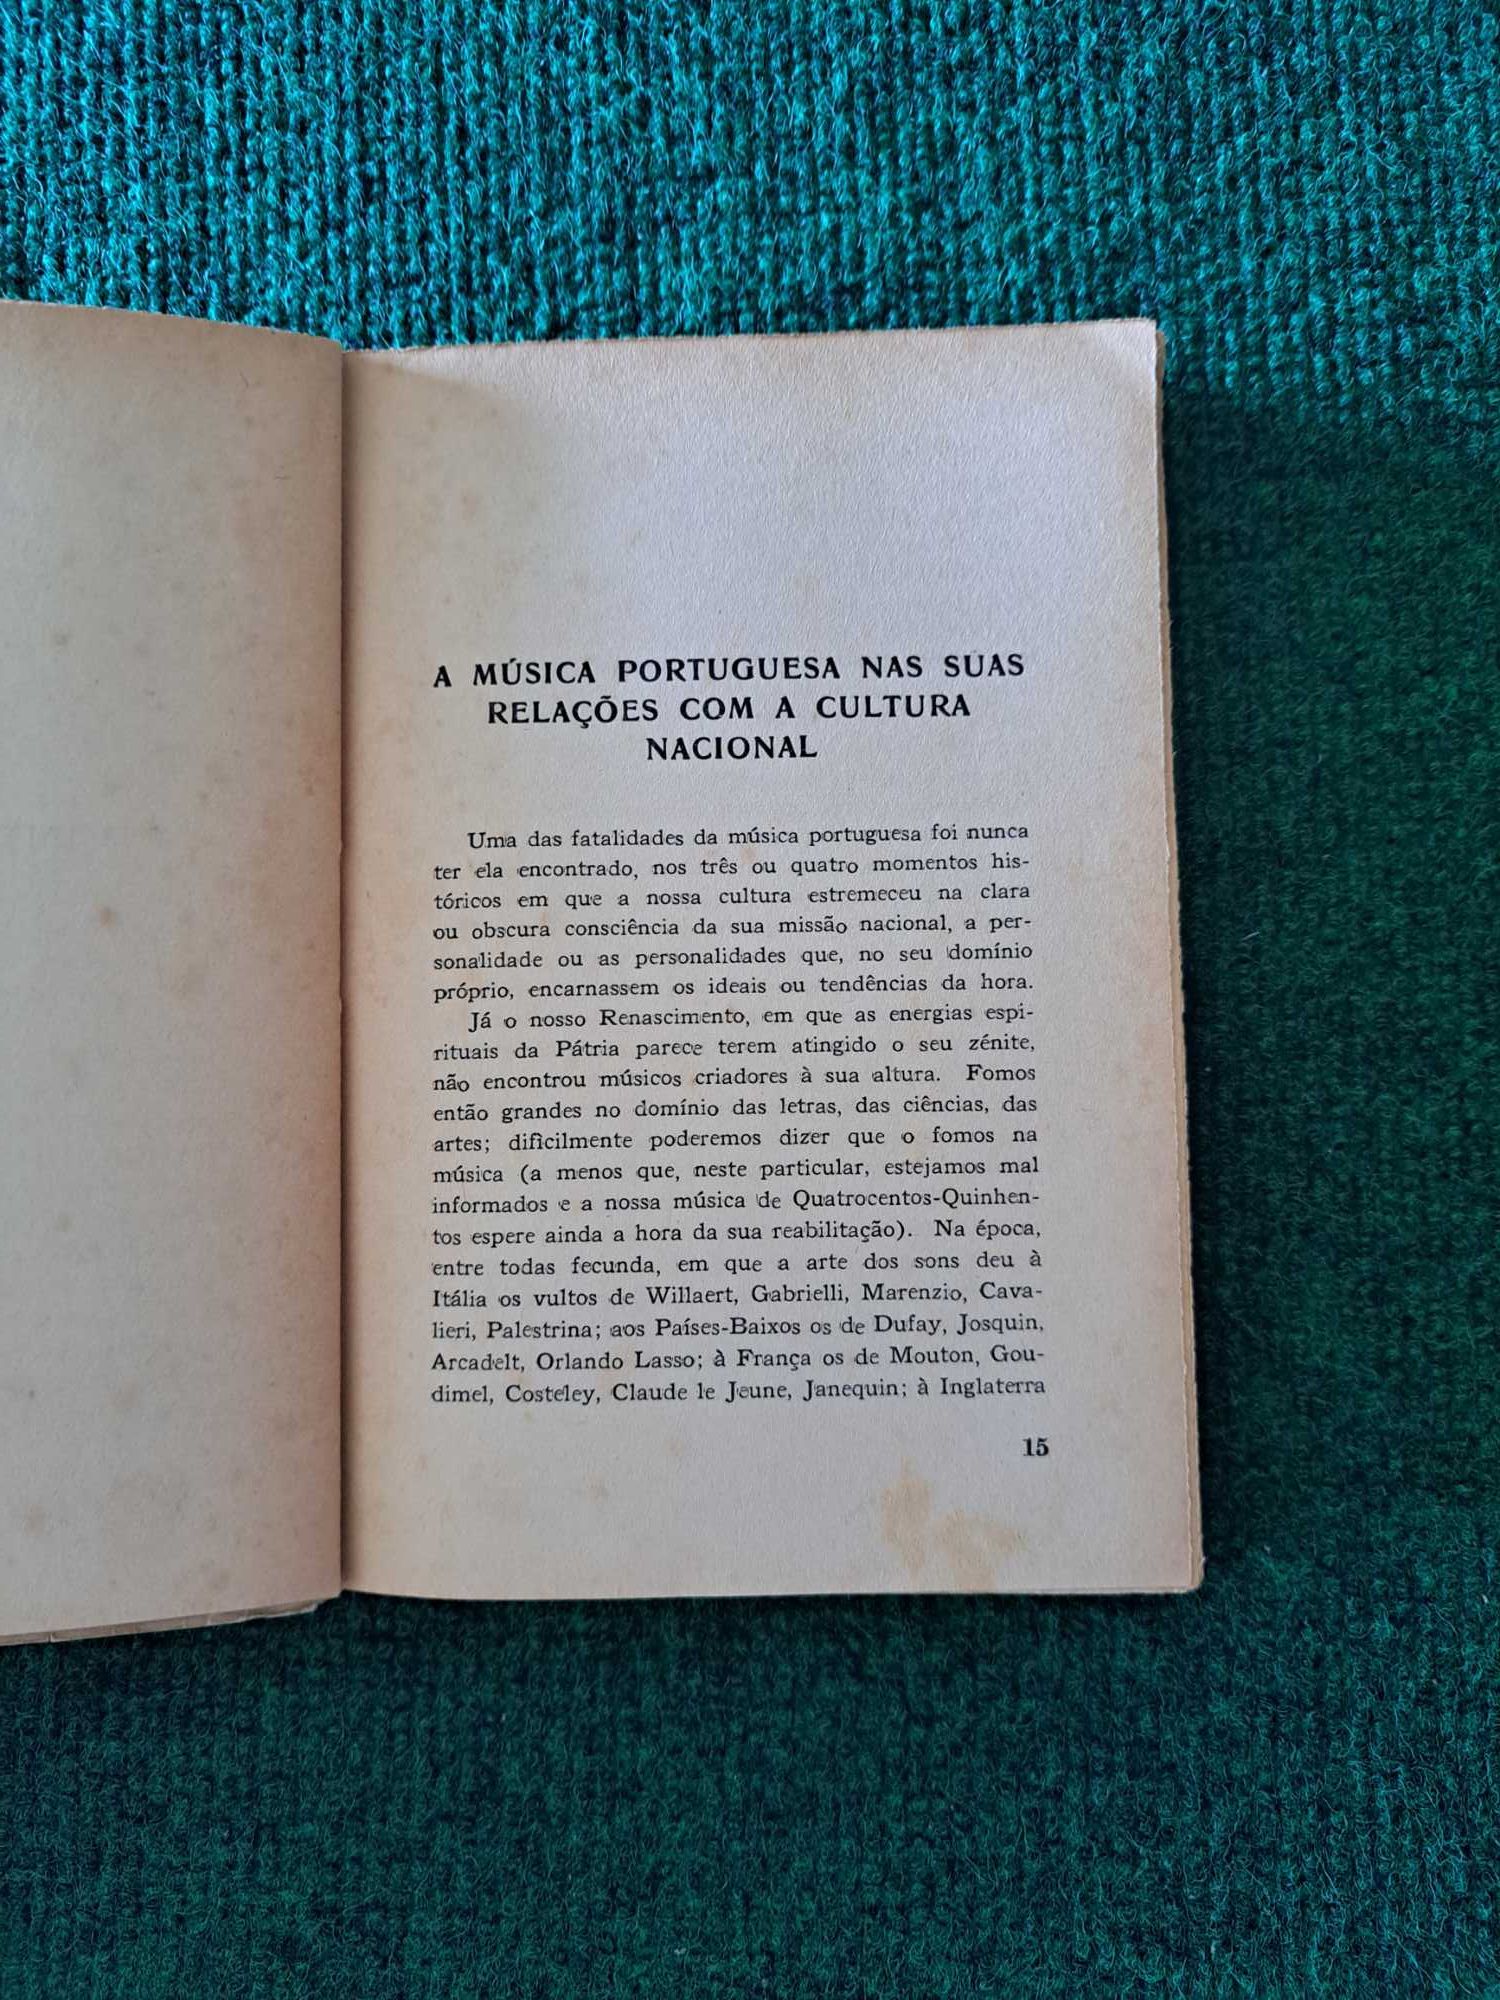 A MÚSICA PORTUGUESA NAS SUAS
RELAÇÕES COM A CULTURA
NACIONAL
Uma das fatalidades da música portuguesa foi nunca
ter ela encontrado, nos três ou quatro momentos his-
tóricos em que a nossa cultura estremeceu na clara
ou obscura consciência da sua missão nacional, a per-
sonalidade ou as personalidades que, no seu domínio
próprio, encarnassem os ideais ou tendências da hora.
Já o nosso Renascimento, em que as energias espi-
rituais da Pátria parece terem atingido o seu zénite,
não encontrou músicos criadores à sua altura. Fomos
então grandes no domínio das letras, das ciências, das
artes; dificilmente poderemos dizer que o fomos na
música (a menos que, neste particular, estejamos mal
informados e a nossa música de Quatrocentos-Quinhen-
tos espere ainda a hora da sua reabilitação). Na época,
entre todas fecunda, em que a arte dos sons deu à
Itália os vultos de Willaert, Gabrielli, Marenzio, Cava-
lieri, Palestrina; aos Países-Baixos os de Dufay, Josquin,
Arcadelt, Orlando Lasso; à França os de Mouton, Gou-
dimel, Costeley, Claude le Jeune, Janequin; à Inglaterra
15